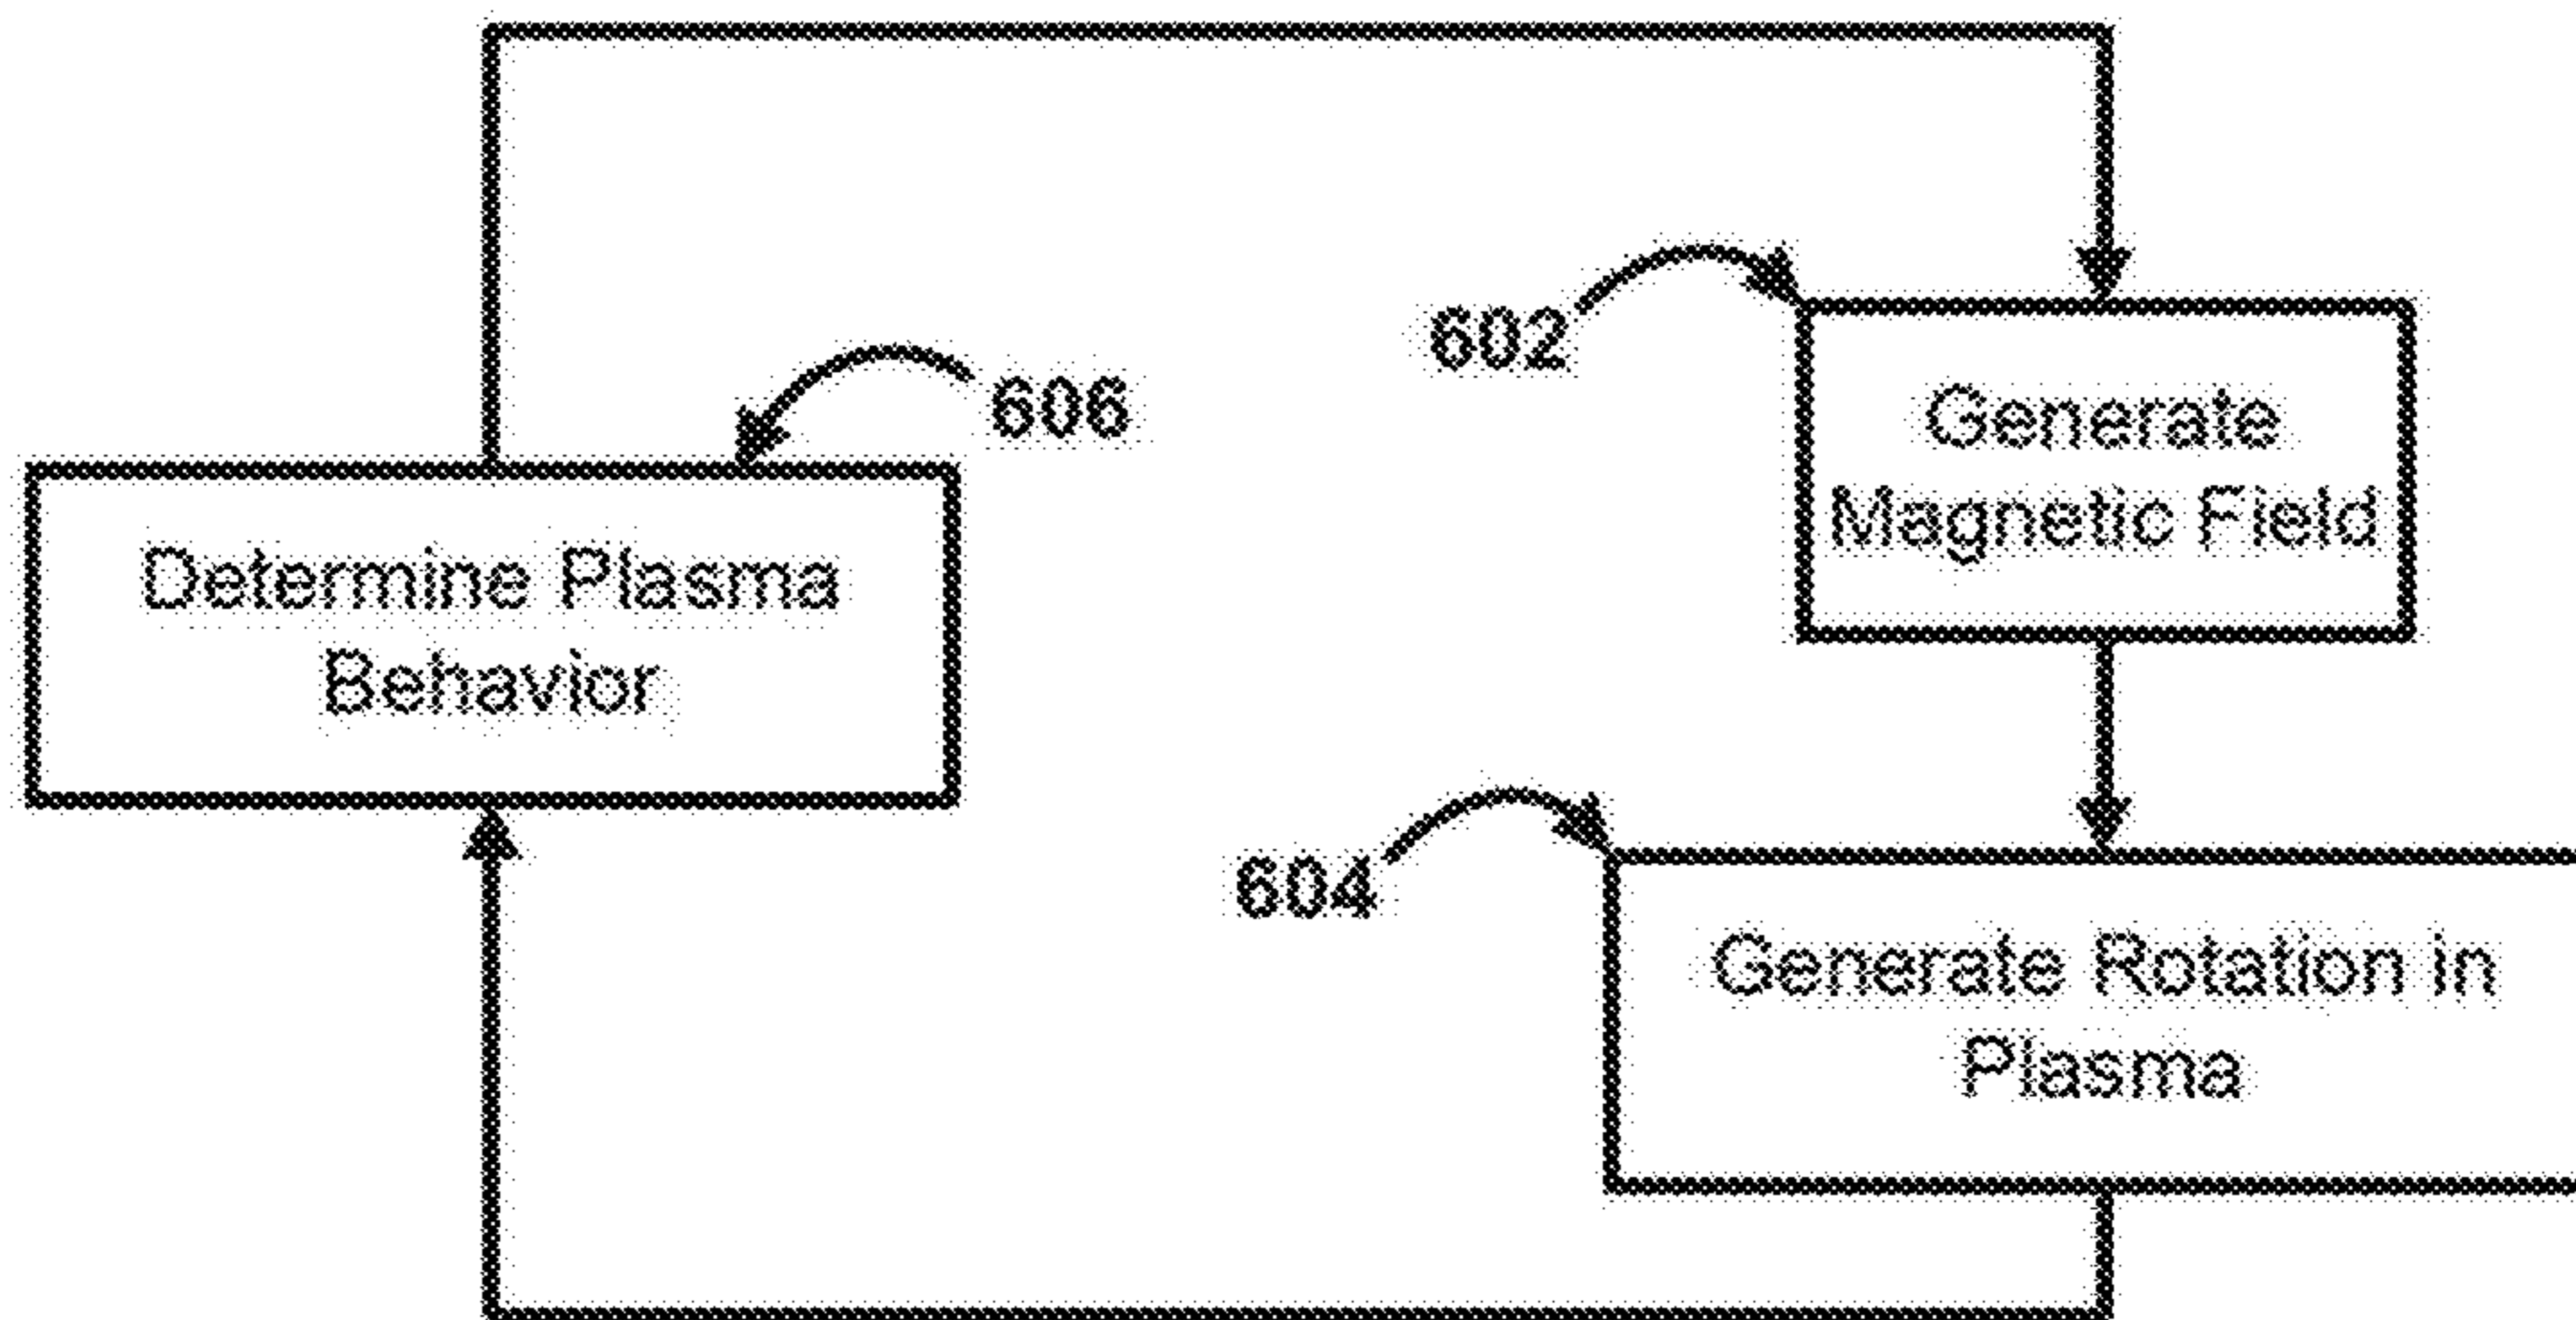 602
Generate
Magnetic Field
606
Determine Plasma
Behavior
604
Generate Rotation in
Plasma